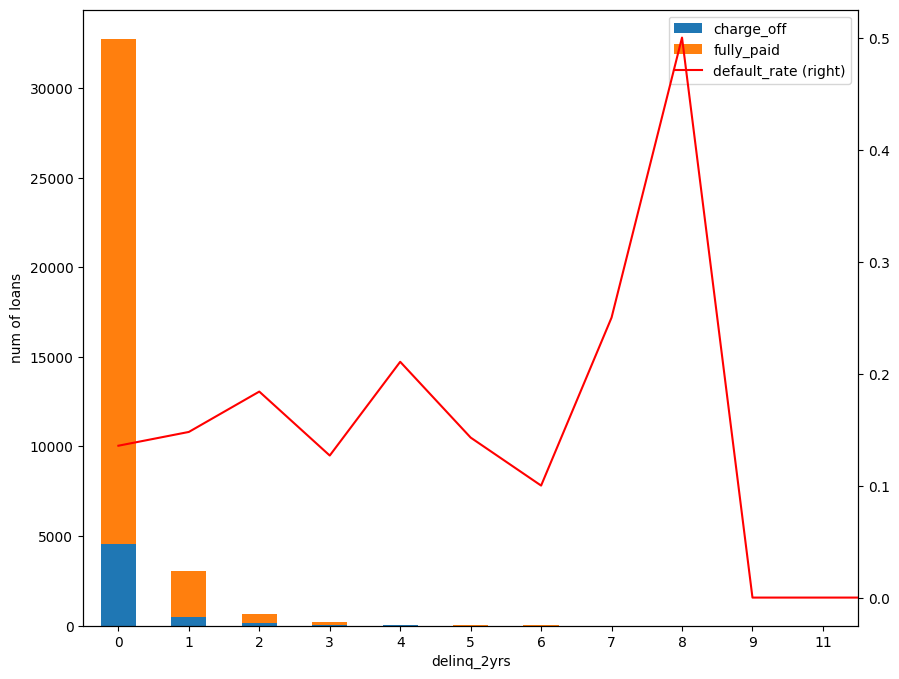 charge_off
fully_paid
default_rate (right)
30000
25000
20000
15000
10000
5000
0
num of loans
0.5
0.4
0.3
0.2
0.1
0.0
0 1 2 3 4 5 6 7 8 9 11
delinq_2yrs